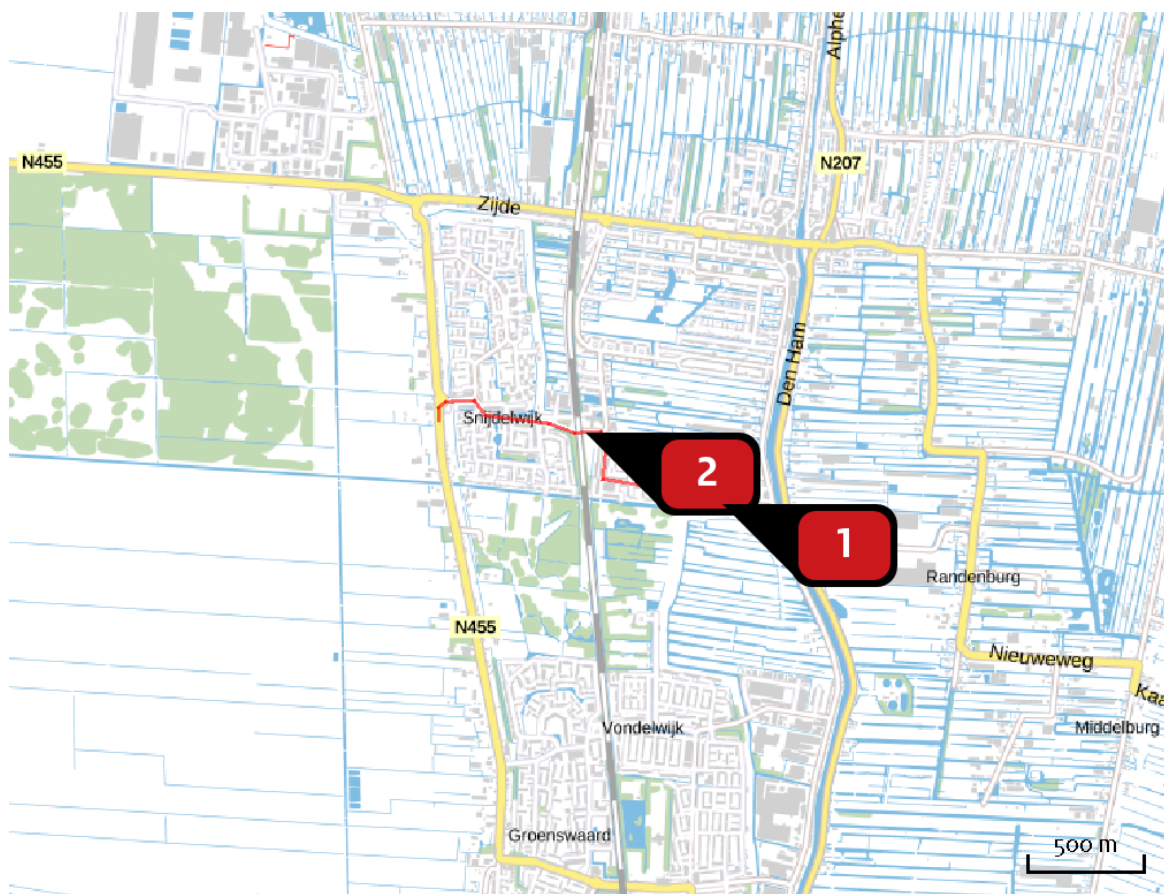 Alphe
N455
N207
Zijde
Den Ham
Snijdelwijk
2
1
Randenburg
N455
Nieuweweg
Kaa
Vondelwijk
Middelburg
Groenswaard
500 m